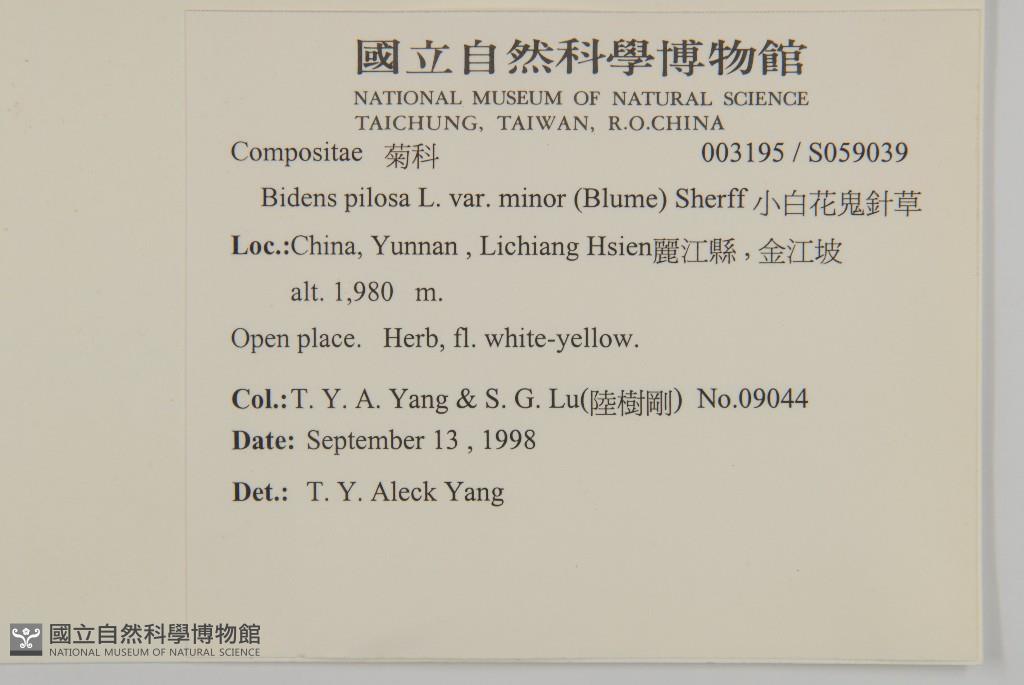 國立自然科學博物館
NATIONAL MUSEUM OF NATURAL SCIENCE
TAICHUNG, TAIWAN, R.O.CHINA
Compositae 菊科 003195 / S059039
Bidens pilosa L. var. minor (Blume) Sherff 小白花鬼針草
Loc.:China, Yunnan , Lichiang Hsien麗江縣 , 金江坡
alt. 1,980 m.
Open place. Herb, fl. white-yellow.
Col.:T. Y. A. Yang & S. G. Lu(陸樹剛) No.09044
Date: September 13 , 1998
Det.: T. Y. Aleck Yang
國立自然科學博物館
NATIONAL MUSEUM OF NATURAL SCIENCE